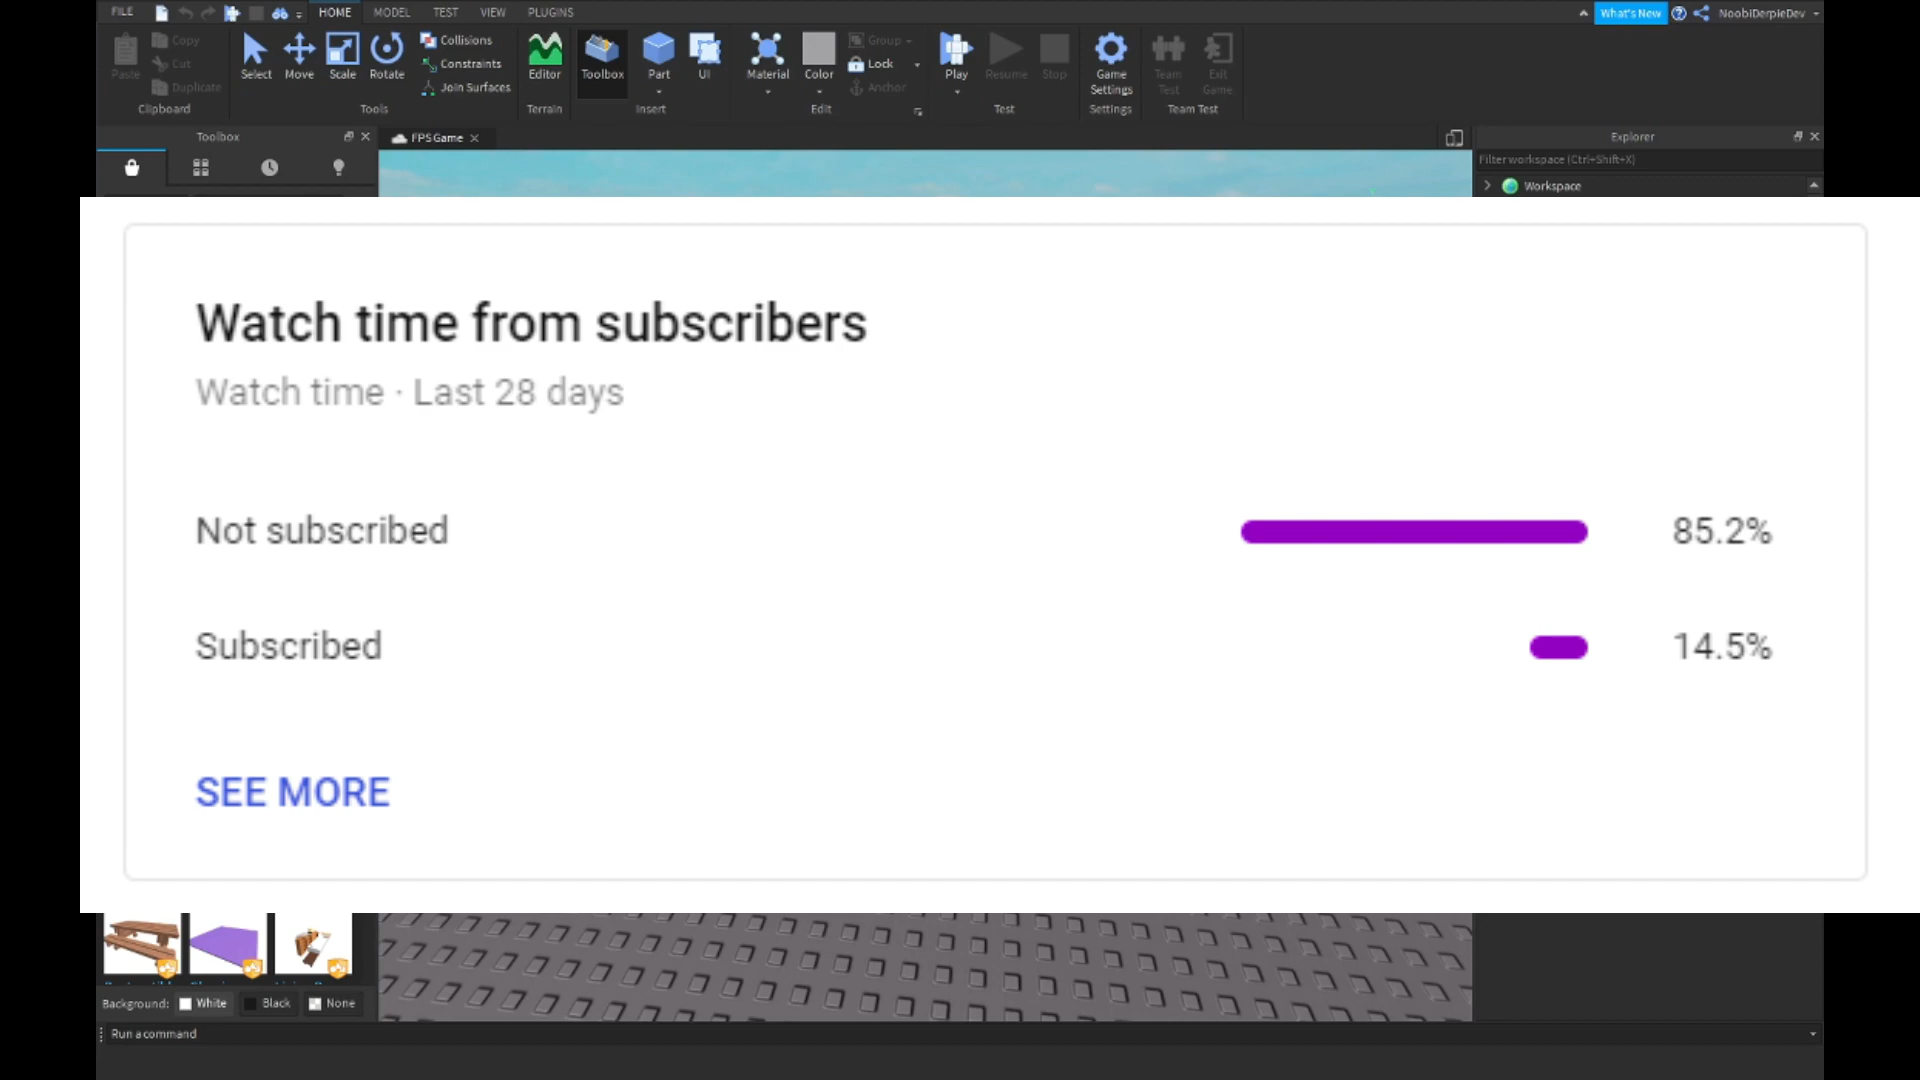 FILE HOME MODEL TEST VIEW PLUGINS What's New NoobiDerpieDev
Paste Copy Cut Duplicate Clipboard
Select Move Scale Rotate Collisions Constraints Join Surfaces Tools
Editor Terrain
Toolbox Part UI Insert
Material Color Group Lock Anchor Edit
Play Resume Stop Test
Game Settings Settings
Team Test Exit Game Team Test
Toolbox FPSGame Explorer
Filter workspace (Ctrl+Shift+X)
Workspace
Watch time from subscribers
Watch time · Last 28 days
Not subscribed 85.2%
Subscribed 14.5%
SEE MORE
Background: White Black None
Run a command